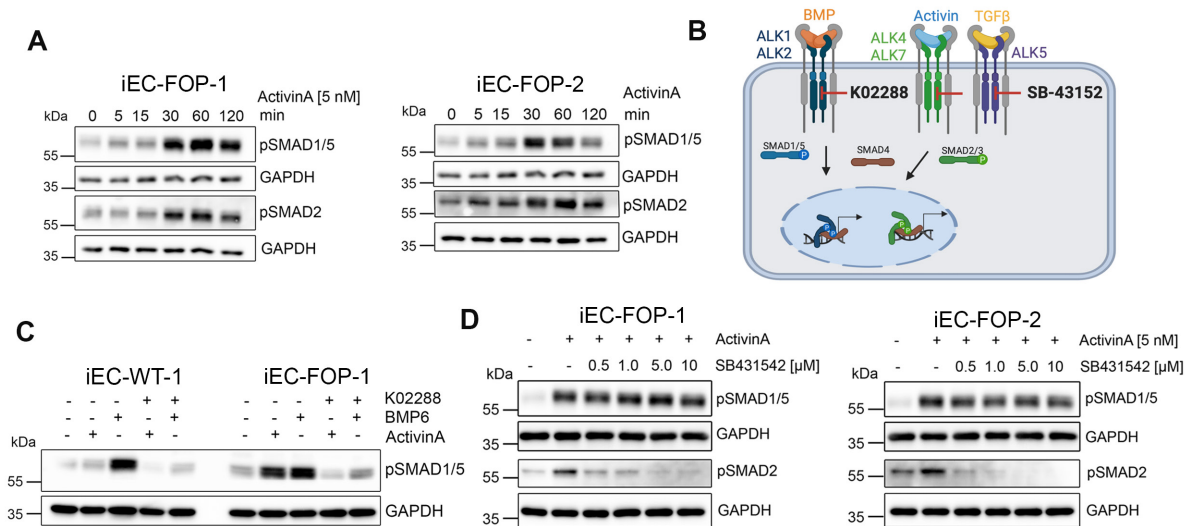 A
iEC-FOP-1
kDa 0 5 15 30 60 120 ActivinA [5 nM] min
55 pSMAD1/5
35 GAPDH
55 pSMAD2
35 GAPDH
iEC-FOP-2
kDa 0 5 15 30 60 120 ActivinA min
55 pSMAD1/5
35 GAPDH
55 pSMAD2
35 GAPDH
B
BMP Activin TGFβ
ALK1 ALK4 ALK5
ALK2 ALK7
K02288 SB-43152
SMAD1/5 P SMAD4 SMAD2/3 P
P P P P
C
iEC-WT-1 iEC-FOP-1
- - - + + - - - + + K02288
- - + - + - - + - + BMP6
- + - + - - + - + - ActivinA
kDa
55 pSMAD1/5
35 GAPDH
D
iEC-FOP-1
- + + + + + ActivinA
- - 0.5 1.0 5.0 10 SB431542 [µM]
kDa
55 pSMAD1/5
35 GAPDH
55 pSMAD2
35 GAPDH
iEC-FOP-2
- + + + + + ActivinA [5 nM]
- - 0.5 1.0 5.0 10 SB431542 [µM]
kDa
55 pSMAD1/5
35 GAPDH
55 pSMAD2
35 GAPDH